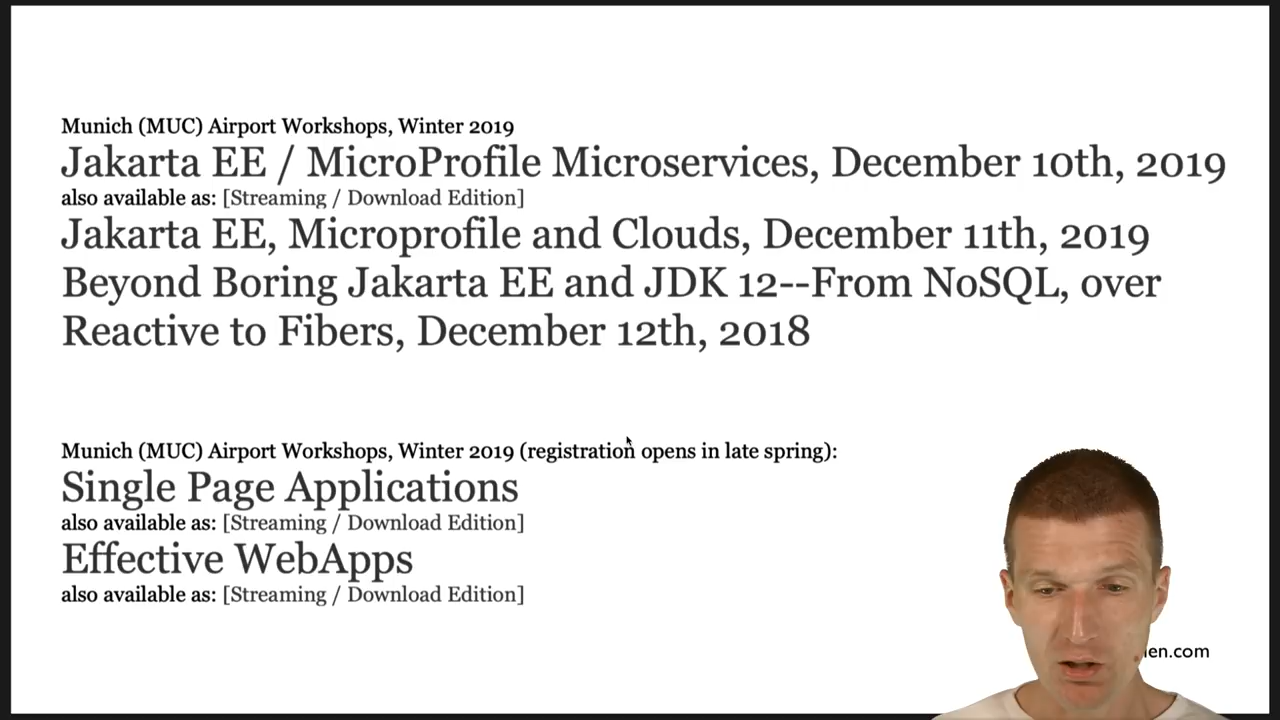 Munich (MUC) Airport Workshops, Winter 2019
Jakarta EE / MicroProfile Microservices, December 10th, 2019
also available as: [Streaming / Download Edition]
Jakarta EE, Microprofile and Clouds, December 11th, 2019
Beyond Boring Jakarta EE and JDK 12--From NoSQL, over
Reactive to Fibers, December 12th, 2018
Munich (MUC) Airport Workshops, Winter 2019 (registration opens in late spring):
Single Page Applications
also available as: [Streaming / Download Edition]
Effective WebApps
also available as: [Streaming / Download Edition]